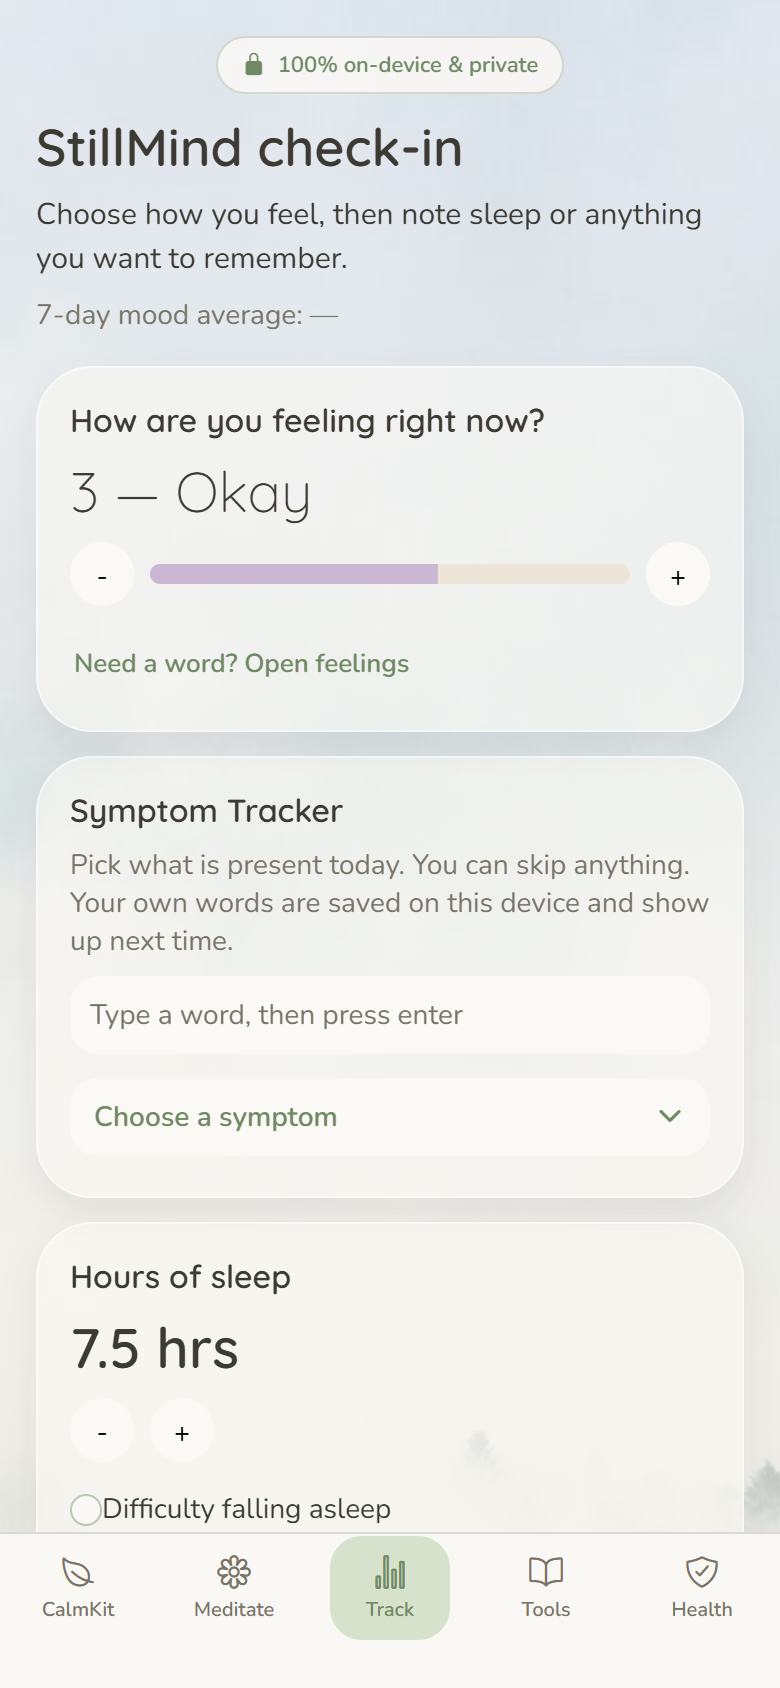 100% on-device & private
StillMind check-in
Choose how you feel, then note sleep or anything
you want to remember.
7-day mood average: —
How are you feeling right now?
3 — Okay
- +
Need a word? Open feelings
Symptom Tracker
Pick what is present today. You can skip anything.
Your own words are saved on this device and show
up next time.
Type a word, then press enter
Choose a symptom
Hours of sleep
7.5 hrs
- +
Difficulty falling asleep
CalmKit Meditate Track Tools Health